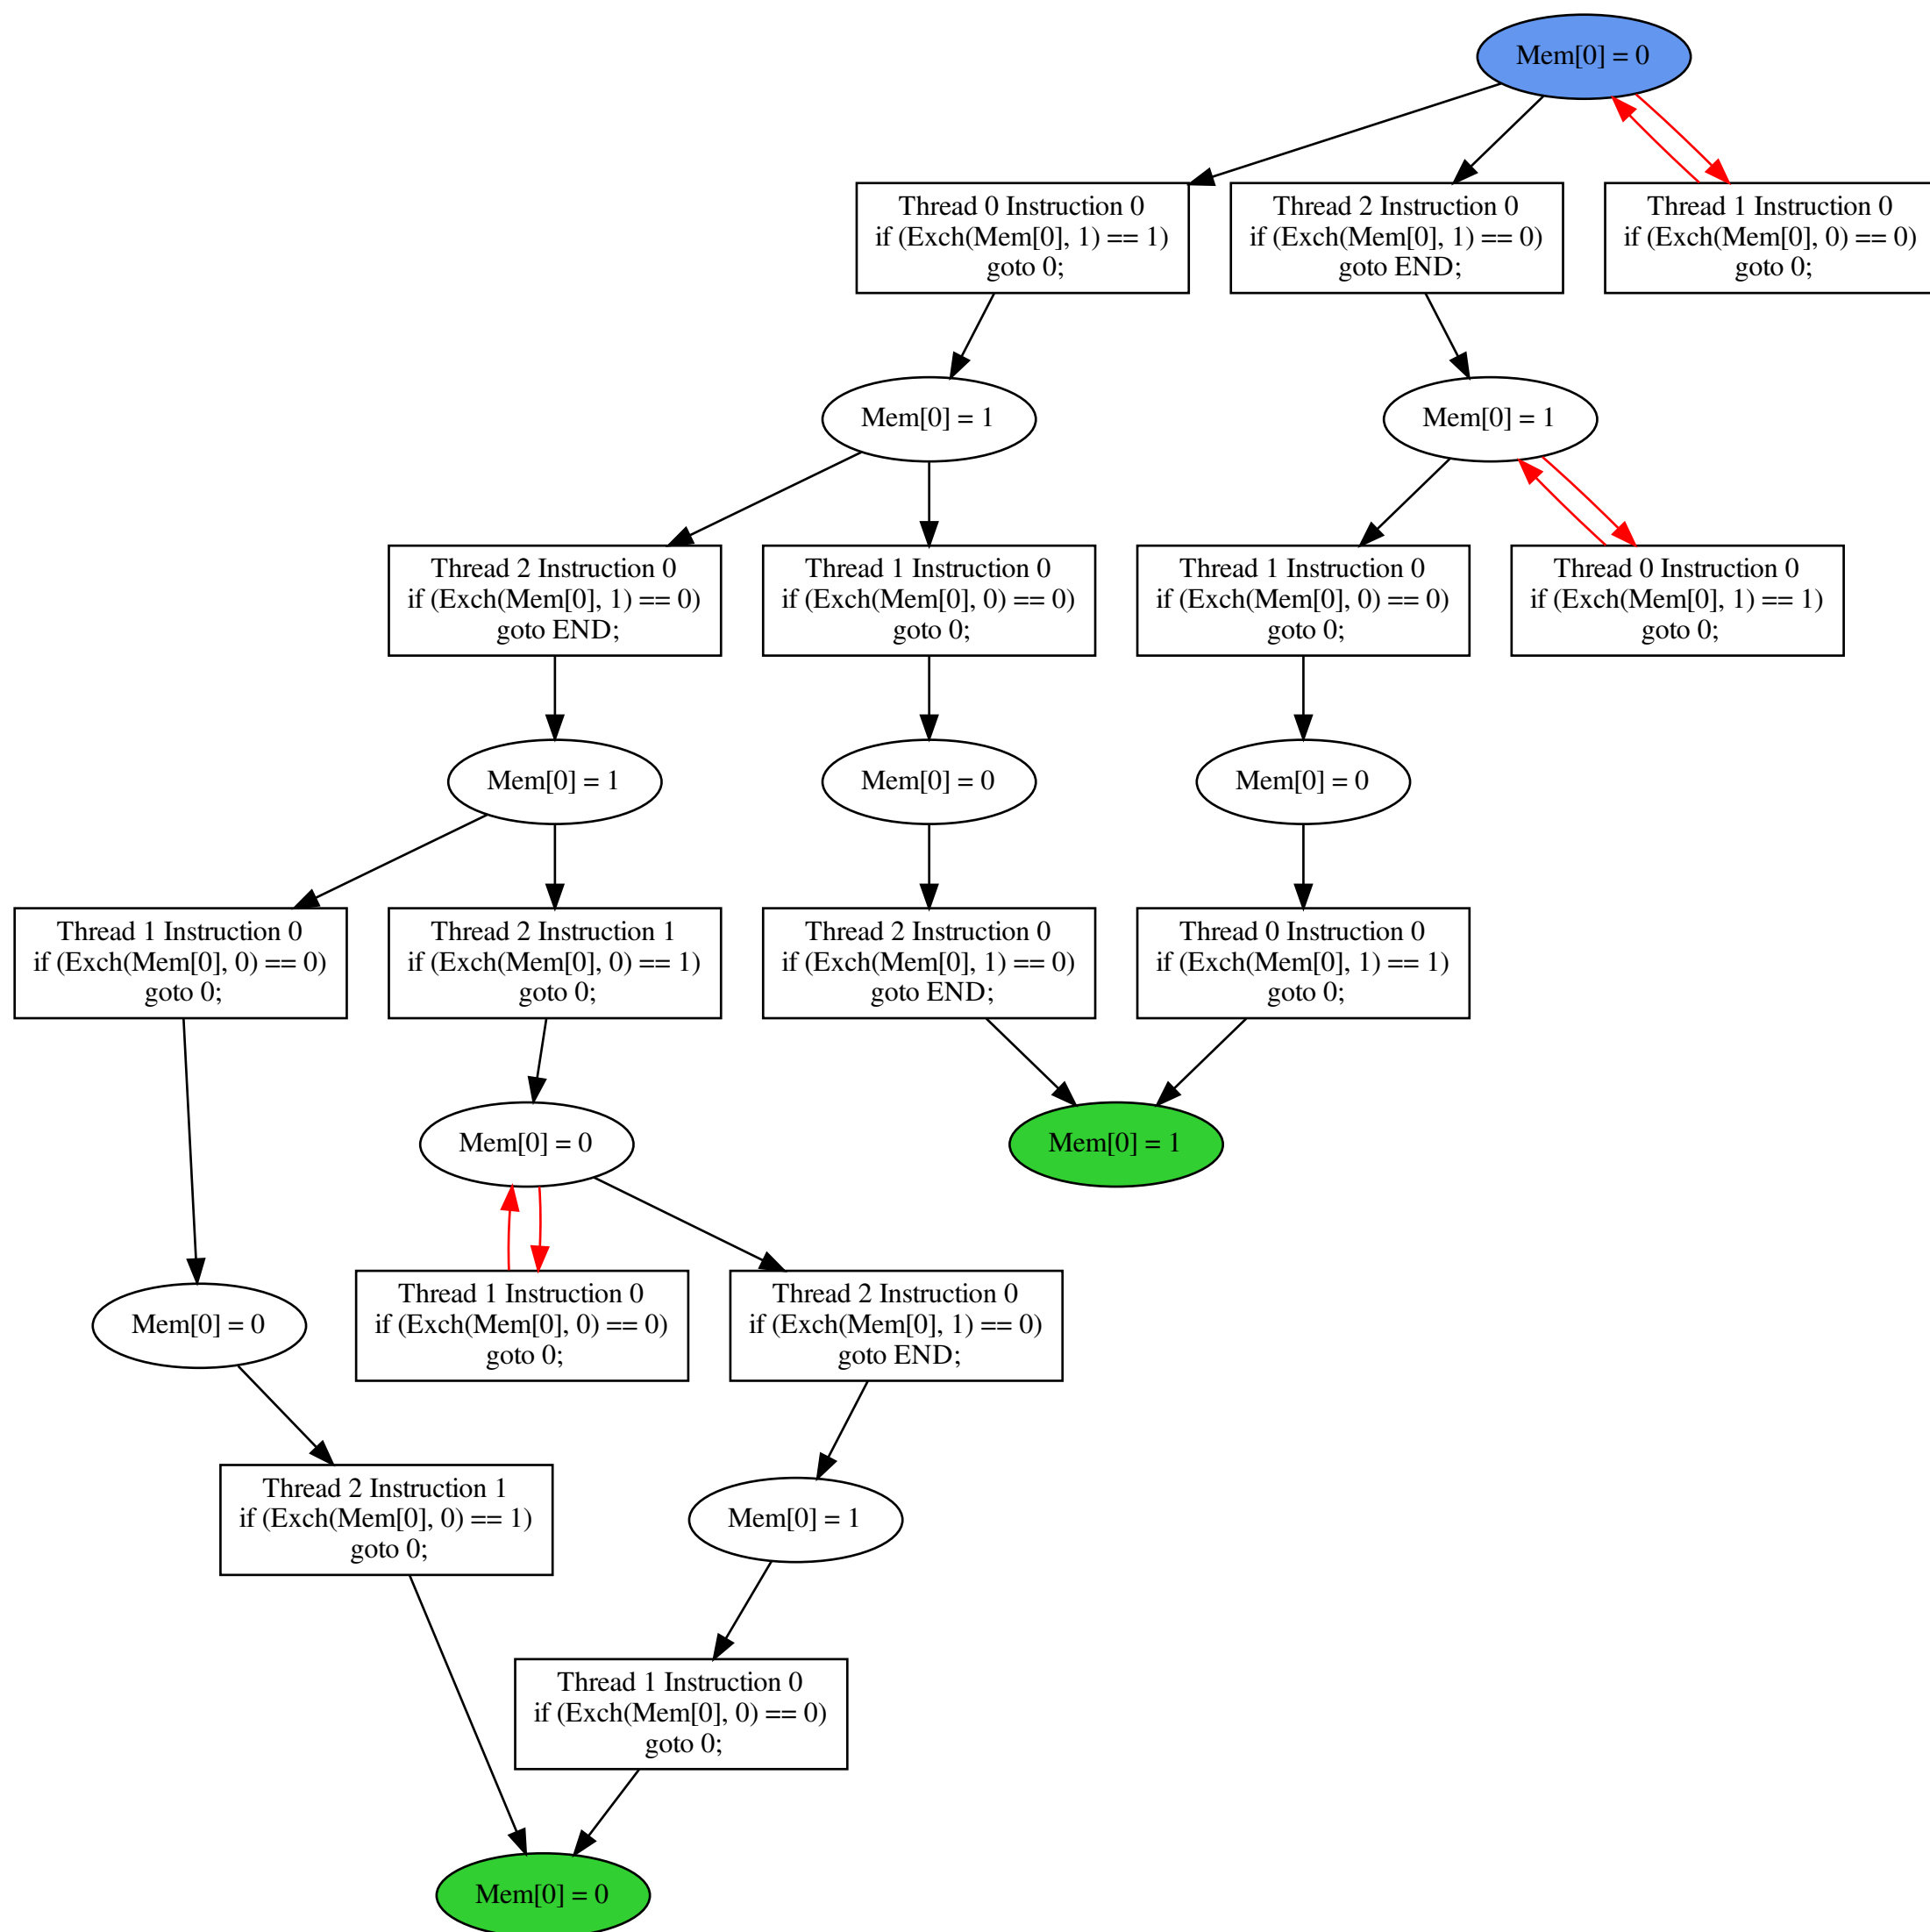 Mem[0] = 0
Thread 0 Instruction 0
if (Exch(Mem[0], 1) == 1)
goto 0;
Thread 2 Instruction 0
if (Exch(Mem[0], 1) == 0)
goto END;
Thread 1 Instruction 0
if (Exch(Mem[0], 0) == 0)
goto 0;
Mem[0] = 1
Mem[0] = 1
Thread 2 Instruction 0
if (Exch(Mem[0], 1) == 0)
goto END;
Thread 1 Instruction 0
if (Exch(Mem[0], 0) == 0)
goto 0;
Thread 1 Instruction 0
if (Exch(Mem[0], 0) == 0)
goto 0;
Thread 0 Instruction 0
if (Exch(Mem[0], 1) == 1)
goto 0;
Mem[0] = 1
Mem[0] = 0
Mem[0] = 0
Thread 1 Instruction 0
if (Exch(Mem[0], 0) == 0)
goto 0;
Thread 2 Instruction 1
if (Exch(Mem[0], 0) == 1)
goto 0;
Thread 2 Instruction 0
if (Exch(Mem[0], 1) == 0)
goto END;
Thread 0 Instruction 0
if (Exch(Mem[0], 1) == 1)
goto 0;
Mem[0] = 0
Mem[0] = 1
Mem[0] = 0
Thread 1 Instruction 0
if (Exch(Mem[0], 0) == 0)
goto 0;
Thread 2 Instruction 0
if (Exch(Mem[0], 1) == 0)
goto END;
Thread 2 Instruction 1
if (Exch(Mem[0], 0) == 1)
goto 0;
Mem[0] = 1
Thread 1 Instruction 0
if (Exch(Mem[0], 0) == 0)
goto 0;
Mem[0] = 0